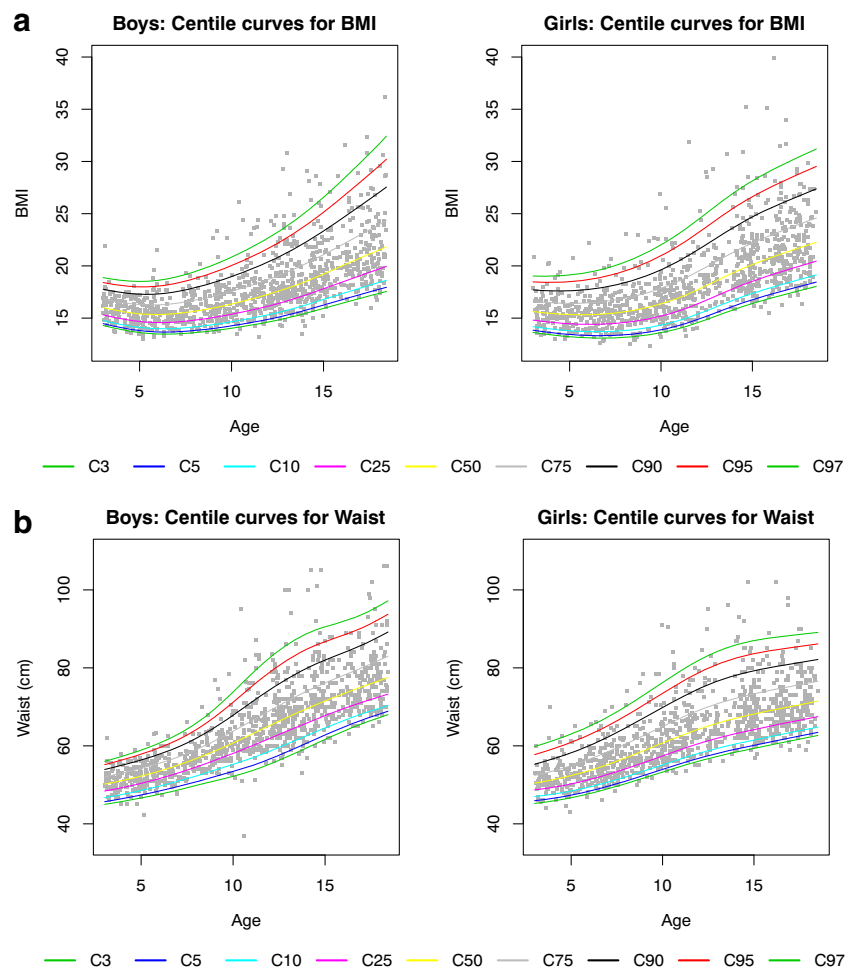 a
Boys: Centile curves for BMI
Girls: Centile curves for BMI
BMI
40
35
30
25
20
15
5
10
15
Age
BMI
40
35
30
25
20
15
5
10
15
Age
C3 C5 C10 C25 C50 C75 C90 C95 C97
b
Boys: Centile curves for Waist
Girls: Centile curves for Waist
Waist (cm)
100
80
60
40
5
10
15
Age
Waist (cm)
100
80
60
40
5
10
15
Age
C3 C5 C10 C25 C50 C75 C90 C95 C97